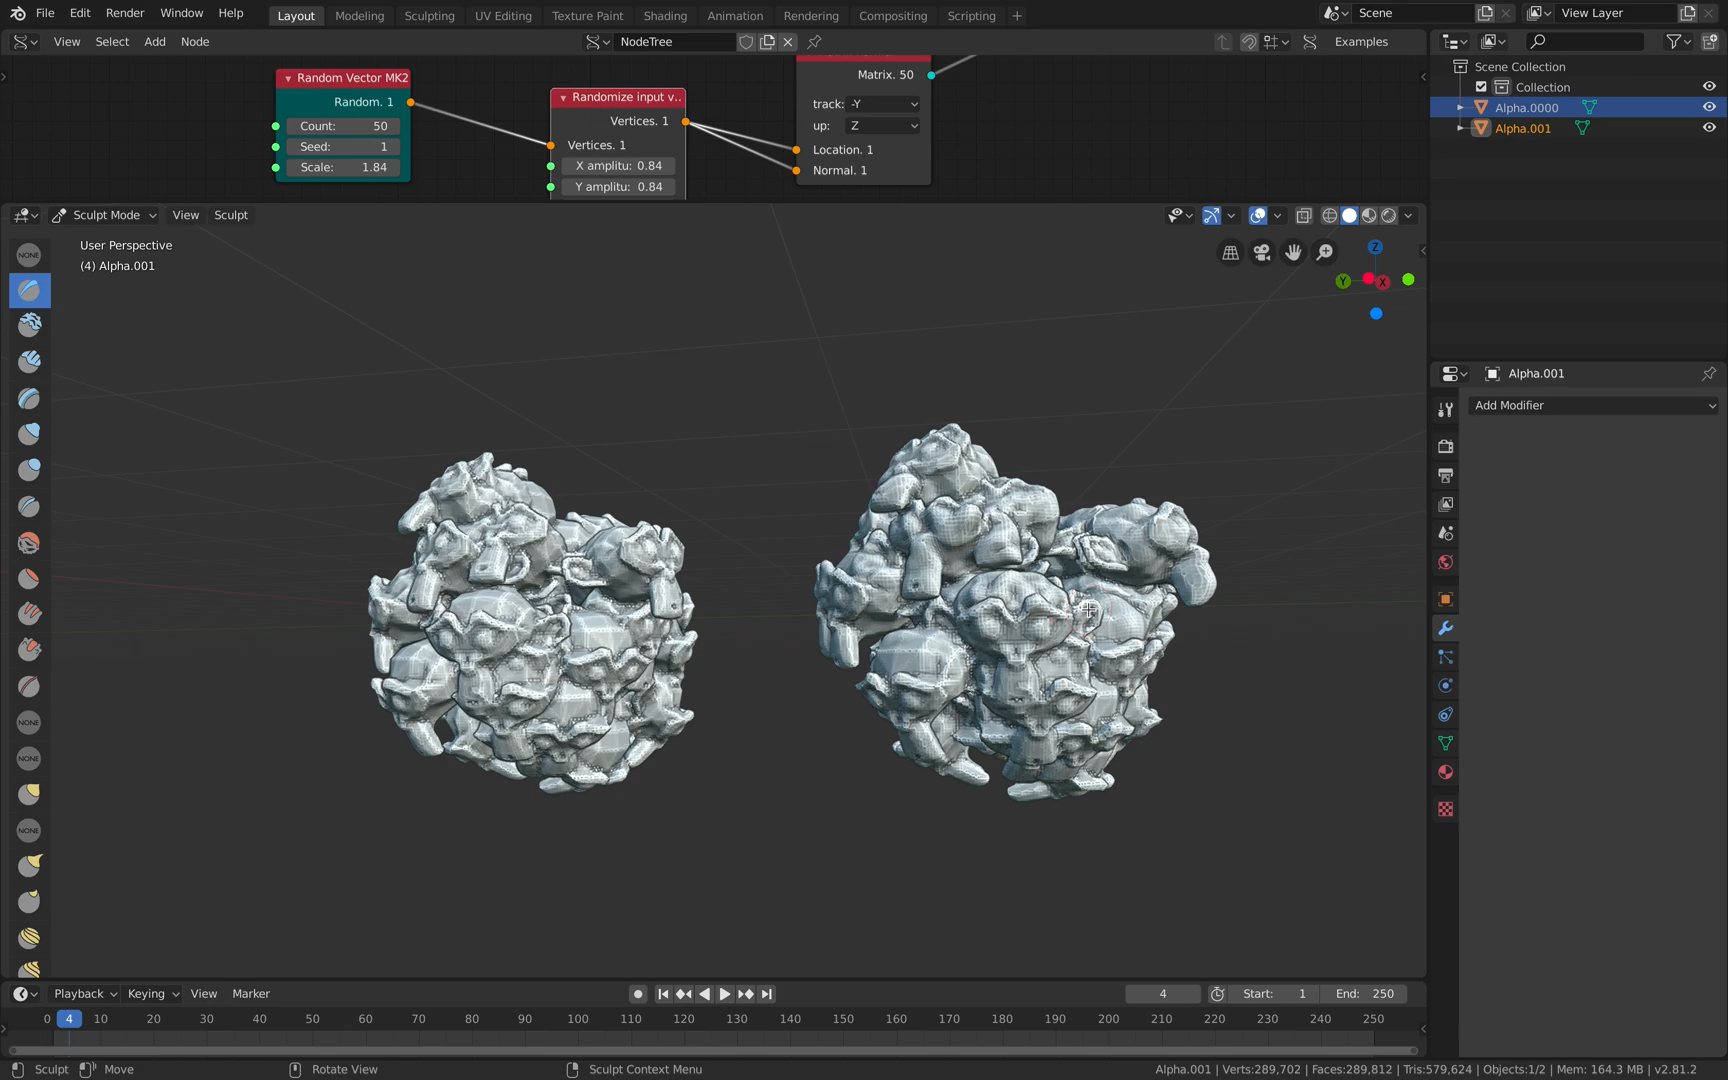 File Edit Render Window Help Layout Modeling Sculpting UV Editing Texture Paint Shading Animation Rendering Compositing Scripting + Scene View Layer
View Select Add Node NodeTree Examples
Random Vector MK2
Random. 1
Count: 50
Seed: 1
Scale: 1.84
Randomize input v..
Vertices. 1
Vertices. 1
X amplitu: 0.84
Y amplitu: 0.84
Matrix. 50
track: -Y
up: Z
Location. 1
Normal. 1
Scene Collection
Collection
Alpha.0000
Alpha.001
Sculpt Mode View Sculpt
User Perspective
(4) Alpha.001
Z
Y
X
NONE
NONE
NONE
NONE
Alpha.001
Add Modifier
Playback Keying View Marker 4 Start: 1 End: 250
0 4 10 20 30 40 50 60 70 80 90 100 110 120 130 140 150 160 170 180 190 200 210 220 230 240 250
Sculpt Move Rotate View Sculpt Context Menu Alpha.001 | Verts:289,702 | Faces:289,812 | Tris:579,624 | Objects:1/2 | Mem: 164.3 MB | v2.81.2